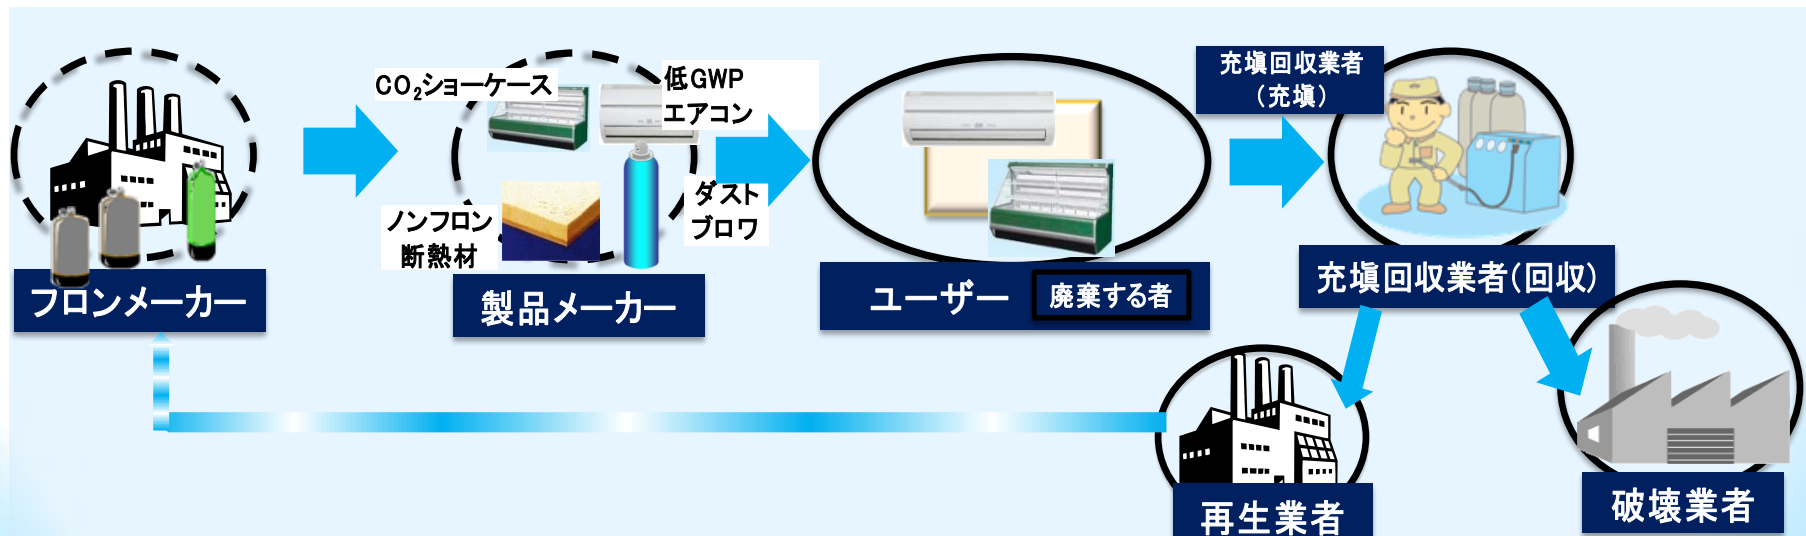 フロンメーカー
CO₂ショーケース
低GWP
エアコン
ノンフロン
断熱材
ダスト
ブロワ
製品メーカー
ユーザー
廃棄する者
充塡回収業者
（充塡）
充塡回収業者(回収)
再生業者
破壊業者